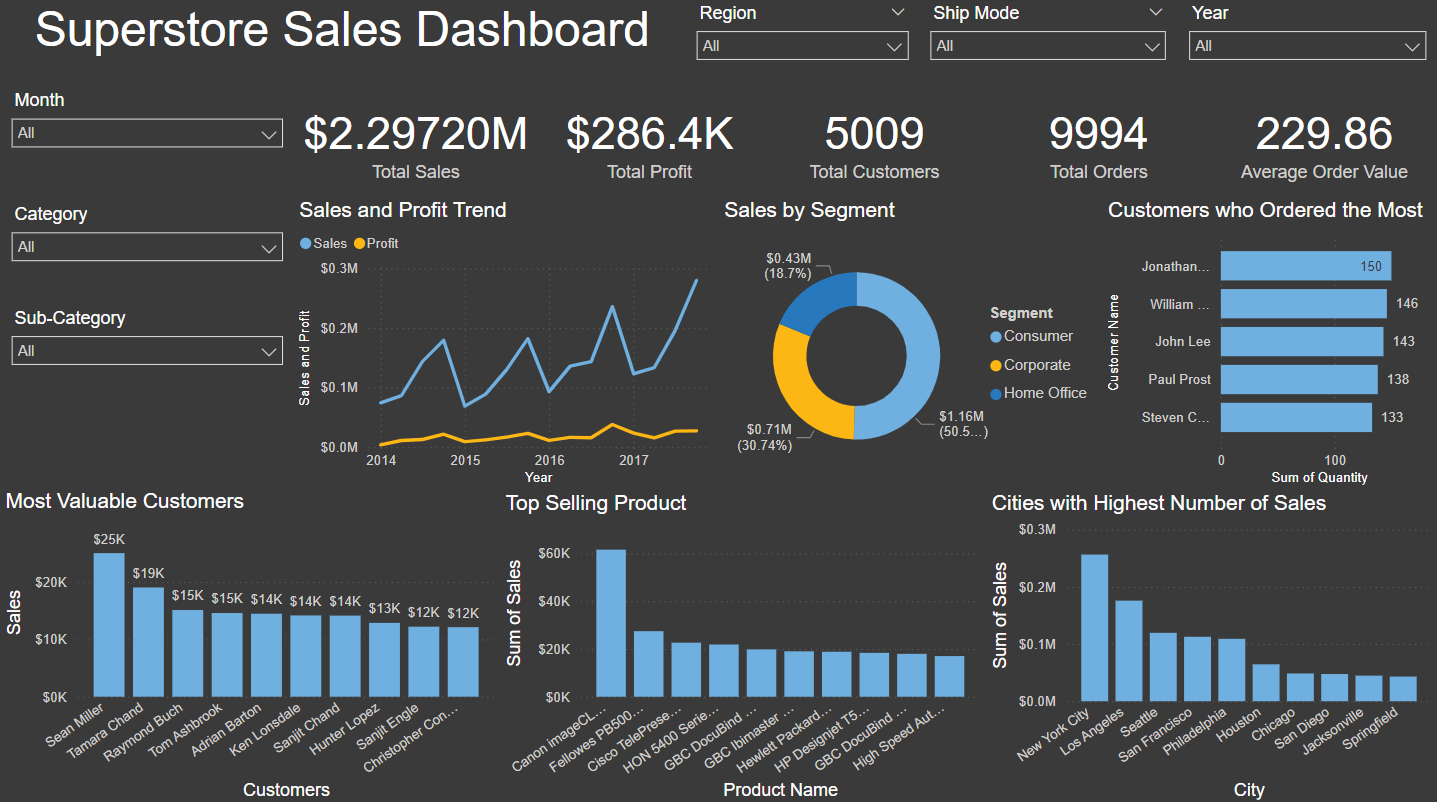 Superstore Sales Dashboard
Region
All
Ship Mode
All
Year
All
Month
All
$2.29720M
Total Sales
$286.4K
Total Profit
5009
Total Customers
9994
Total Orders
229.86
Average Order Value
Category
All
Sub-Category
All
Sales and Profit Trend
Sales Profit
Sales and Profit
$0.3M
$0.2M
$0.1M
$0.0M
2014 2015 2016 2017
Year
Sales by Segment
$0.43M
(18.7%)
$0.71M
(30.74%)
$1.16M
(50.5...)
Segment
Consumer
Corporate
Home Office
Customers who Ordered the Most
Customer Name
Jonathan... 150
William ... 146
John Lee 143
Paul Prost 138
Steven C... 133
0 100
Sum of Quantity
Most Valuable Customers
Sales
$20K
$10K
$0K
$25K $19K $15K $15K $14K $14K $14K $13K $12K $12K
Sean Miller
Tamara Chand
Raymond Buch
Tom Ashbrook
Adrian Barton
Ken Lonsdale
Sanjit Chand
Hunter Lopez
Sanjit Engle
Christopher Con...
Customers
Top Selling Product
Sum of Sales
$60K
$40K
$20K
$0K
Canon imageCL...
Fellowes PB500...
Cisco TelePrese...
HON 5400 Serie...
GBC DocuBind ...
GBC Ibimaster ...
Hewlett Packard...
HP Designjet T5...
GBC DocuBind ...
High Speed Aut...
Product Name
Cities with Highest Number of Sales
Sum of Sales
$0.3M
$0.2M
$0.1M
$0.0M
New York City
Los Angeles
Seattle
San Francisco
Philadelphia
Houston
Chicago
San Diego
Jacksonville
Springfield
City